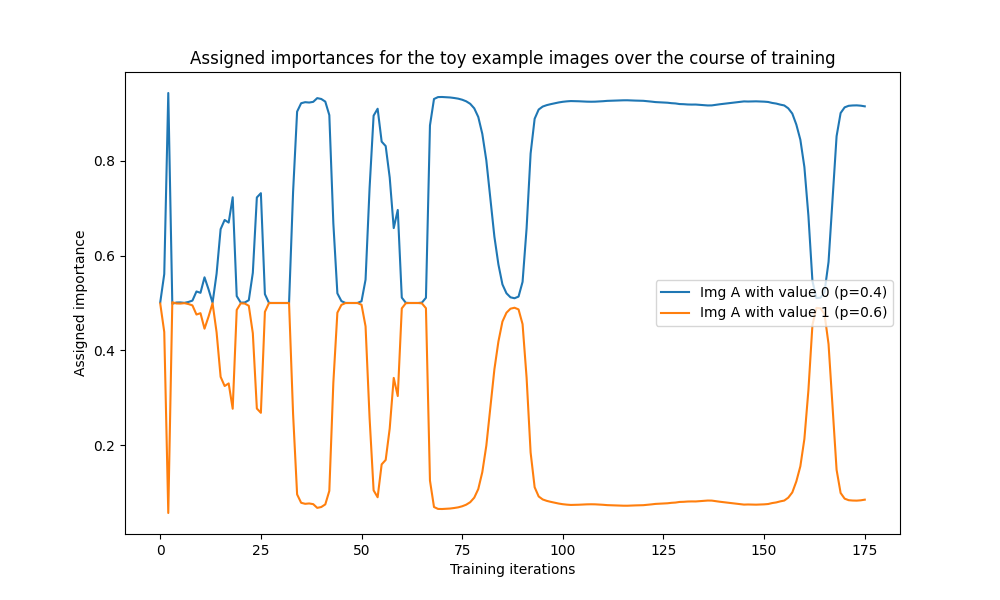 Assigned importances for the toy example images over the course of training
Assigned importance
0.8
0.6
0.4
0.2
Img A with value 0 (p=0.4)
Img A with value 1 (p=0.6)
0 25 50 75 100 125 150 175
Training iterations